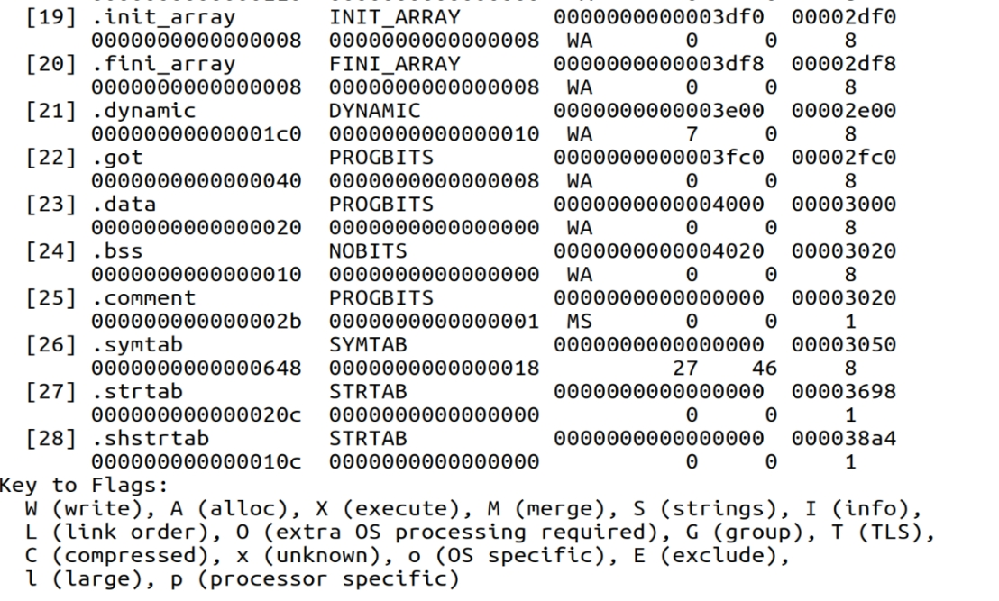 [19] .init_array       INIT_ARRAY       0000000000003df0  00002df0
     0000000000000008  0000000000000008  WA       0     0     8
[20] .fini_array       FINI_ARRAY       0000000000003df8  00002df8
     0000000000000008  0000000000000008  WA       0     0     8
[21] .dynamic          DYNAMIC          0000000000003e00  00002e00
     00000000000001c0  0000000000000010  WA       7     0     8
[22] .got              PROGBITS         0000000000003fc0  00002fc0
     0000000000000040  0000000000000008  WA       0     0     8
[23] .data             PROGBITS         0000000000004000  00003000
     0000000000000020  0000000000000000  WA       0     0     8
[24] .bss              NOBITS           0000000000004020  00003020
     0000000000000010  0000000000000000  WA       0     0     8
[25] .comment          PROGBITS         0000000000000000  00003020
     000000000000002b  0000000000000001  MS       0     0     1
[26] .symtab           SYMTAB           0000000000000000  00003050
     0000000000000648  0000000000000018          27    46     8
[27] .strtab           STRTAB           0000000000000000  00003698
     000000000000020c  0000000000000000           0     0     1
[28] .shstrtab         STRTAB           0000000000000000  000038a4
     000000000000010c  0000000000000000           0     0     1
Key to Flags:
  W (write), A (alloc), X (execute), M (merge), S (strings), I (info),
  L (link order), O (extra OS processing required), G (group), T (TLS),
  C (compressed), x (unknown), o (OS specific), E (exclude),
  l (large), p (processor specific)